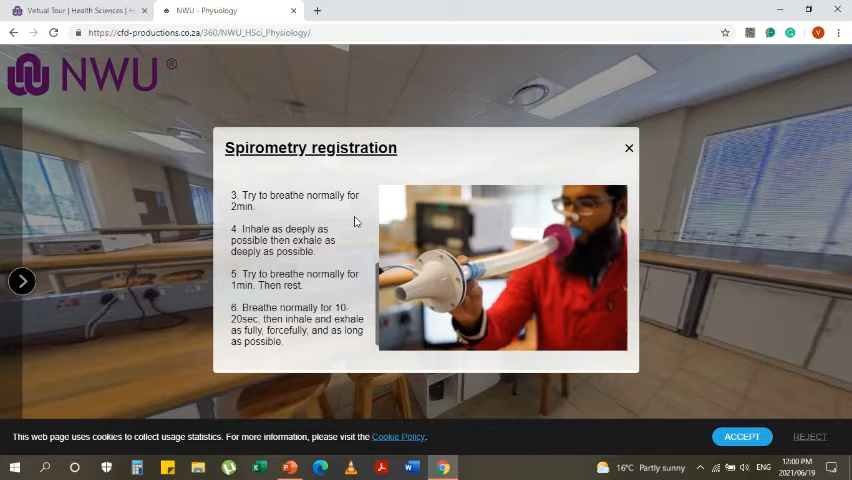 Virtual Tour | Health Sciences | H
NWU - Physiology
https://cfd-productions.co.za/360/NWU_HSci_Physiology/
V
NWU®
Spirometry registration
3. Try to breathe normally for
2min.
4. Inhale as deeply as
possible then exhale as
deeply as possible.
5. Try to breathe normally for
1min. Then rest.
6. Breathe normally for 10-
20sec, then inhale and exhale
as fully, forcefully, and as long
as possible.
This web page uses cookies to collect usage statistics. For more information, please visit the Cookie Policy.
ACCEPT
REJECT
16°C Partly sunny
ENG
12:00 PM
2021/06/19